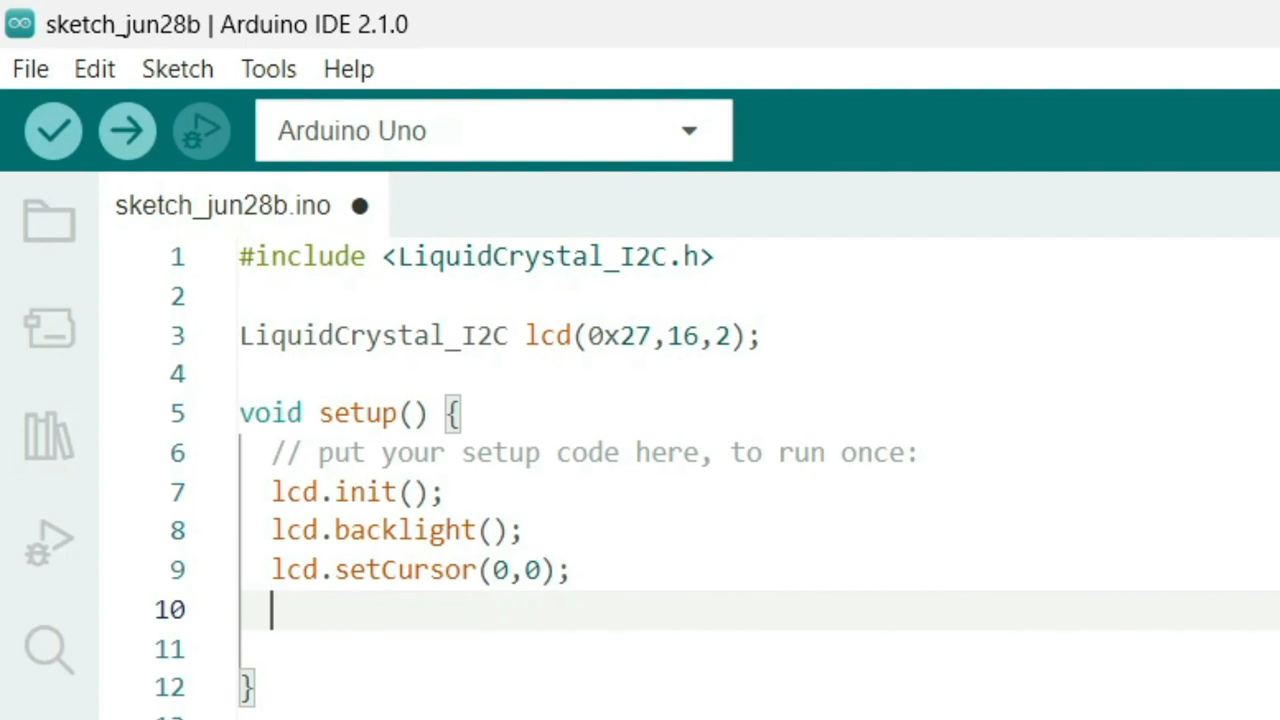 sketch_jun28b | Arduino IDE 2.1.0
File Edit Sketch Tools Help
Arduino Uno
sketch_jun28b.ino
1 #include <LiquidCrystal_I2C.h>
2
3 LiquidCrystal_I2C lcd(0x27,16,2);
4
5 void setup() {
6 // put your setup code here, to run once:
7 lcd.init();
8 lcd.backlight();
9 lcd.setCursor(0,0);
10
11
12 }